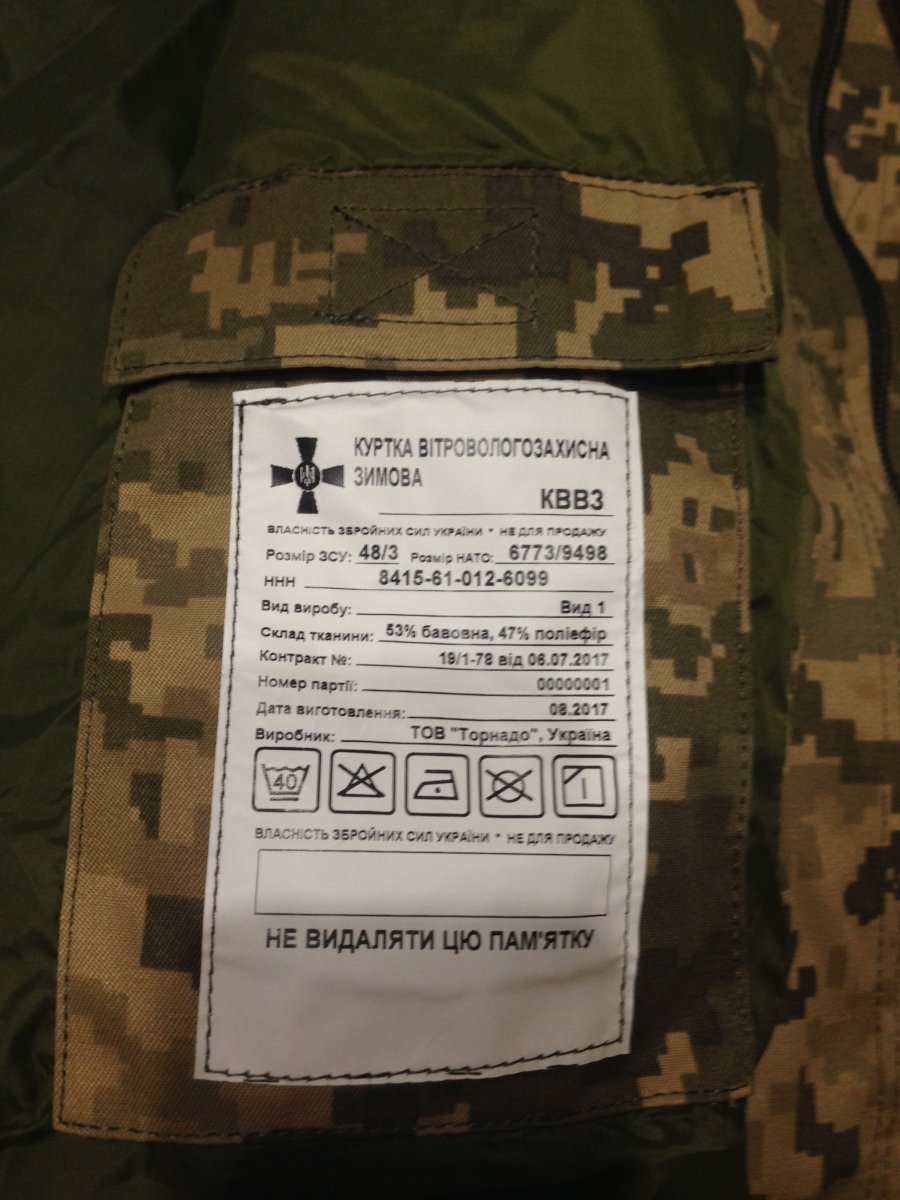 КУРТКА ВІТРОВОЛОГОЗАХИСНА
ЗИМОВА
КВВЗ
ВЛАСНІСТЬ ЗБРОЙНИХ СИЛ УКРАЇНИ * НЕ ДЛЯ ПРОДАЖУ
Розмір ЗСУ: 48/3 Розмір НАТО: 6773/9498
ННН 8415-61-012-6099
Вид виробу: Вид 1
Склад тканини: 53% бавовна, 47% поліефір
Контракт №: 19/1-78 від 06.07.2017
Номер партії: 00000001
Дата виготовлення: 08.2017
Виробник: ТОВ "Торнадо", Україна
40
ВЛАСНІСТЬ ЗБРОЙНИХ СИЛ УКРАЇНИ * НЕ ДЛЯ ПРОДАЖУ
НЕ ВИДАЛЯТИ ЦЮ ПАМ'ЯТКУ